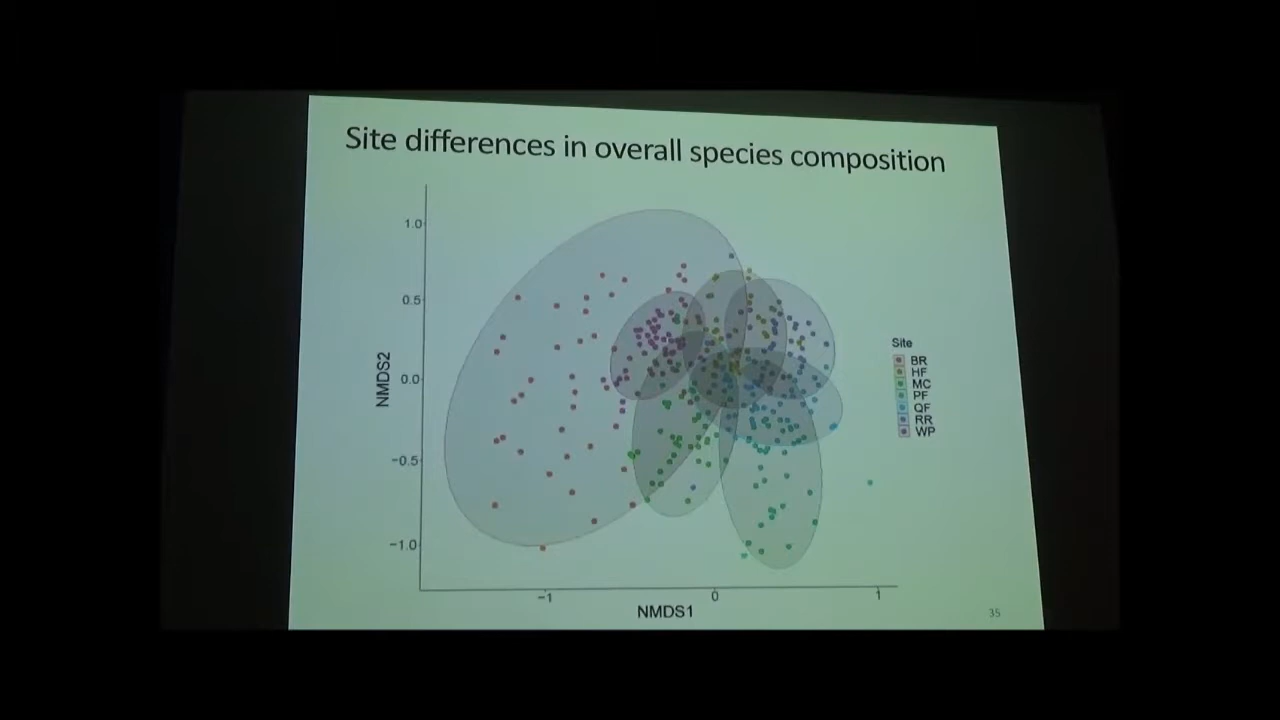 Site differences in overall species composition
1.0
0.5
0.0
−0.5
−1.0
NMDS2
−1
0
1
NMDS1
Site
BR
HF
MC
PF
QF
RR
WP
35